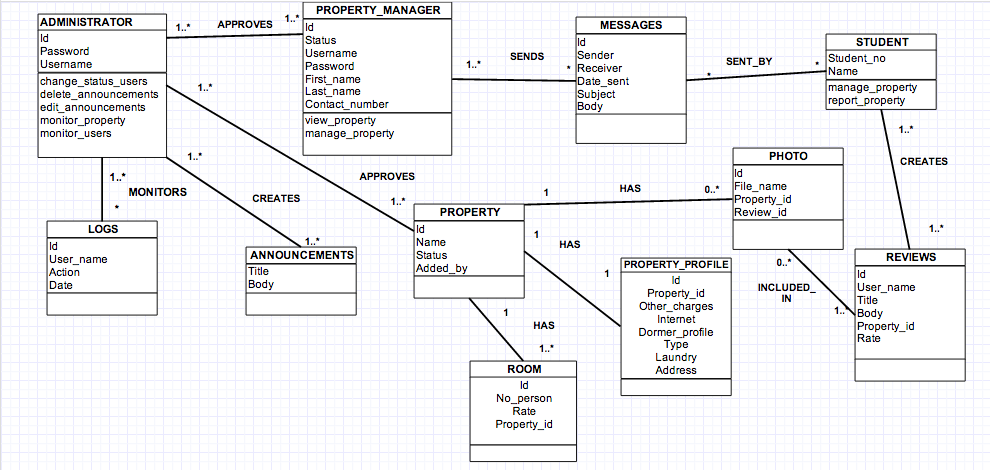 ADMINISTRATOR
Id
Password
Username
change_status_users
delete_announcements
edit_announcements
monitor_property
monitor_users
1..*
APPROVES
1..*
PROPERTY_MANAGER
Id
Status
Username
Password
First_name
Last_name
Contact_number
view_property
manage_property
1..*
SENDS
*
MESSAGES
Id
Sender
Receiver
Date_sent
Subject
Body
*
SENT_BY
*
STUDENT
Student_no
Name
manage_property
report_property
1..*
CREATES
1..*
1..*
APPROVES
1..*
1..*
MONITORS
*
LOGS
Id
User_name
Action
Date
1..*
CREATES
1..*
ANNOUNCEMENTS
Title
Body
PROPERTY
Id
Name
Status
Added_by
1
HAS
0..*
PHOTO
Id
File_name
Property_id
Review_id
1
HAS
1
PROPERTY_PROFILE
Id
Property_id
Other_charges
Internet
Dormer_profile
Type
Laundry
Address
0..*
INCLUDED_
IN
1..*
REVIEWS
Id
User_name
Title
Body
Property_id
Rate
1
HAS
1..*
ROOM
Id
No_person
Rate
Property_id